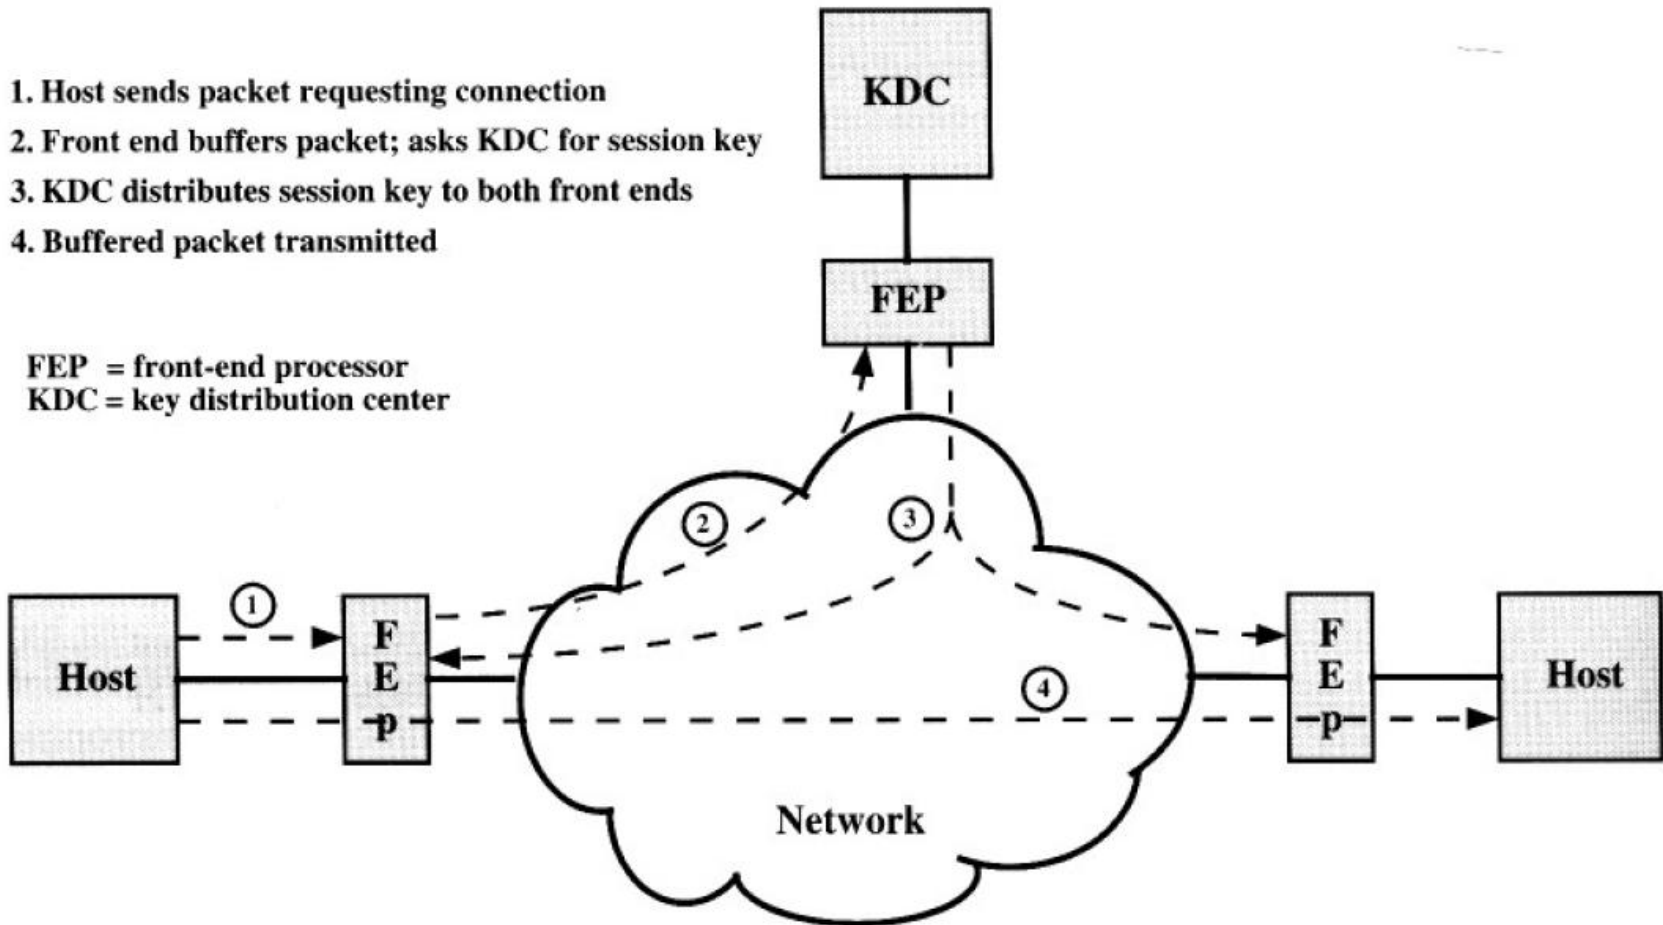 1. Host sends packet requesting connection
2. Front end buffers packet; asks KDC for session key
3. KDC distributes session key to both front ends
4. Buffered packet transmitted
FEP = front-end processor
KDC = key distribution center
KDC
FEP
2
3
1
Host
F
E
p
4
F
E
p
Host
Network